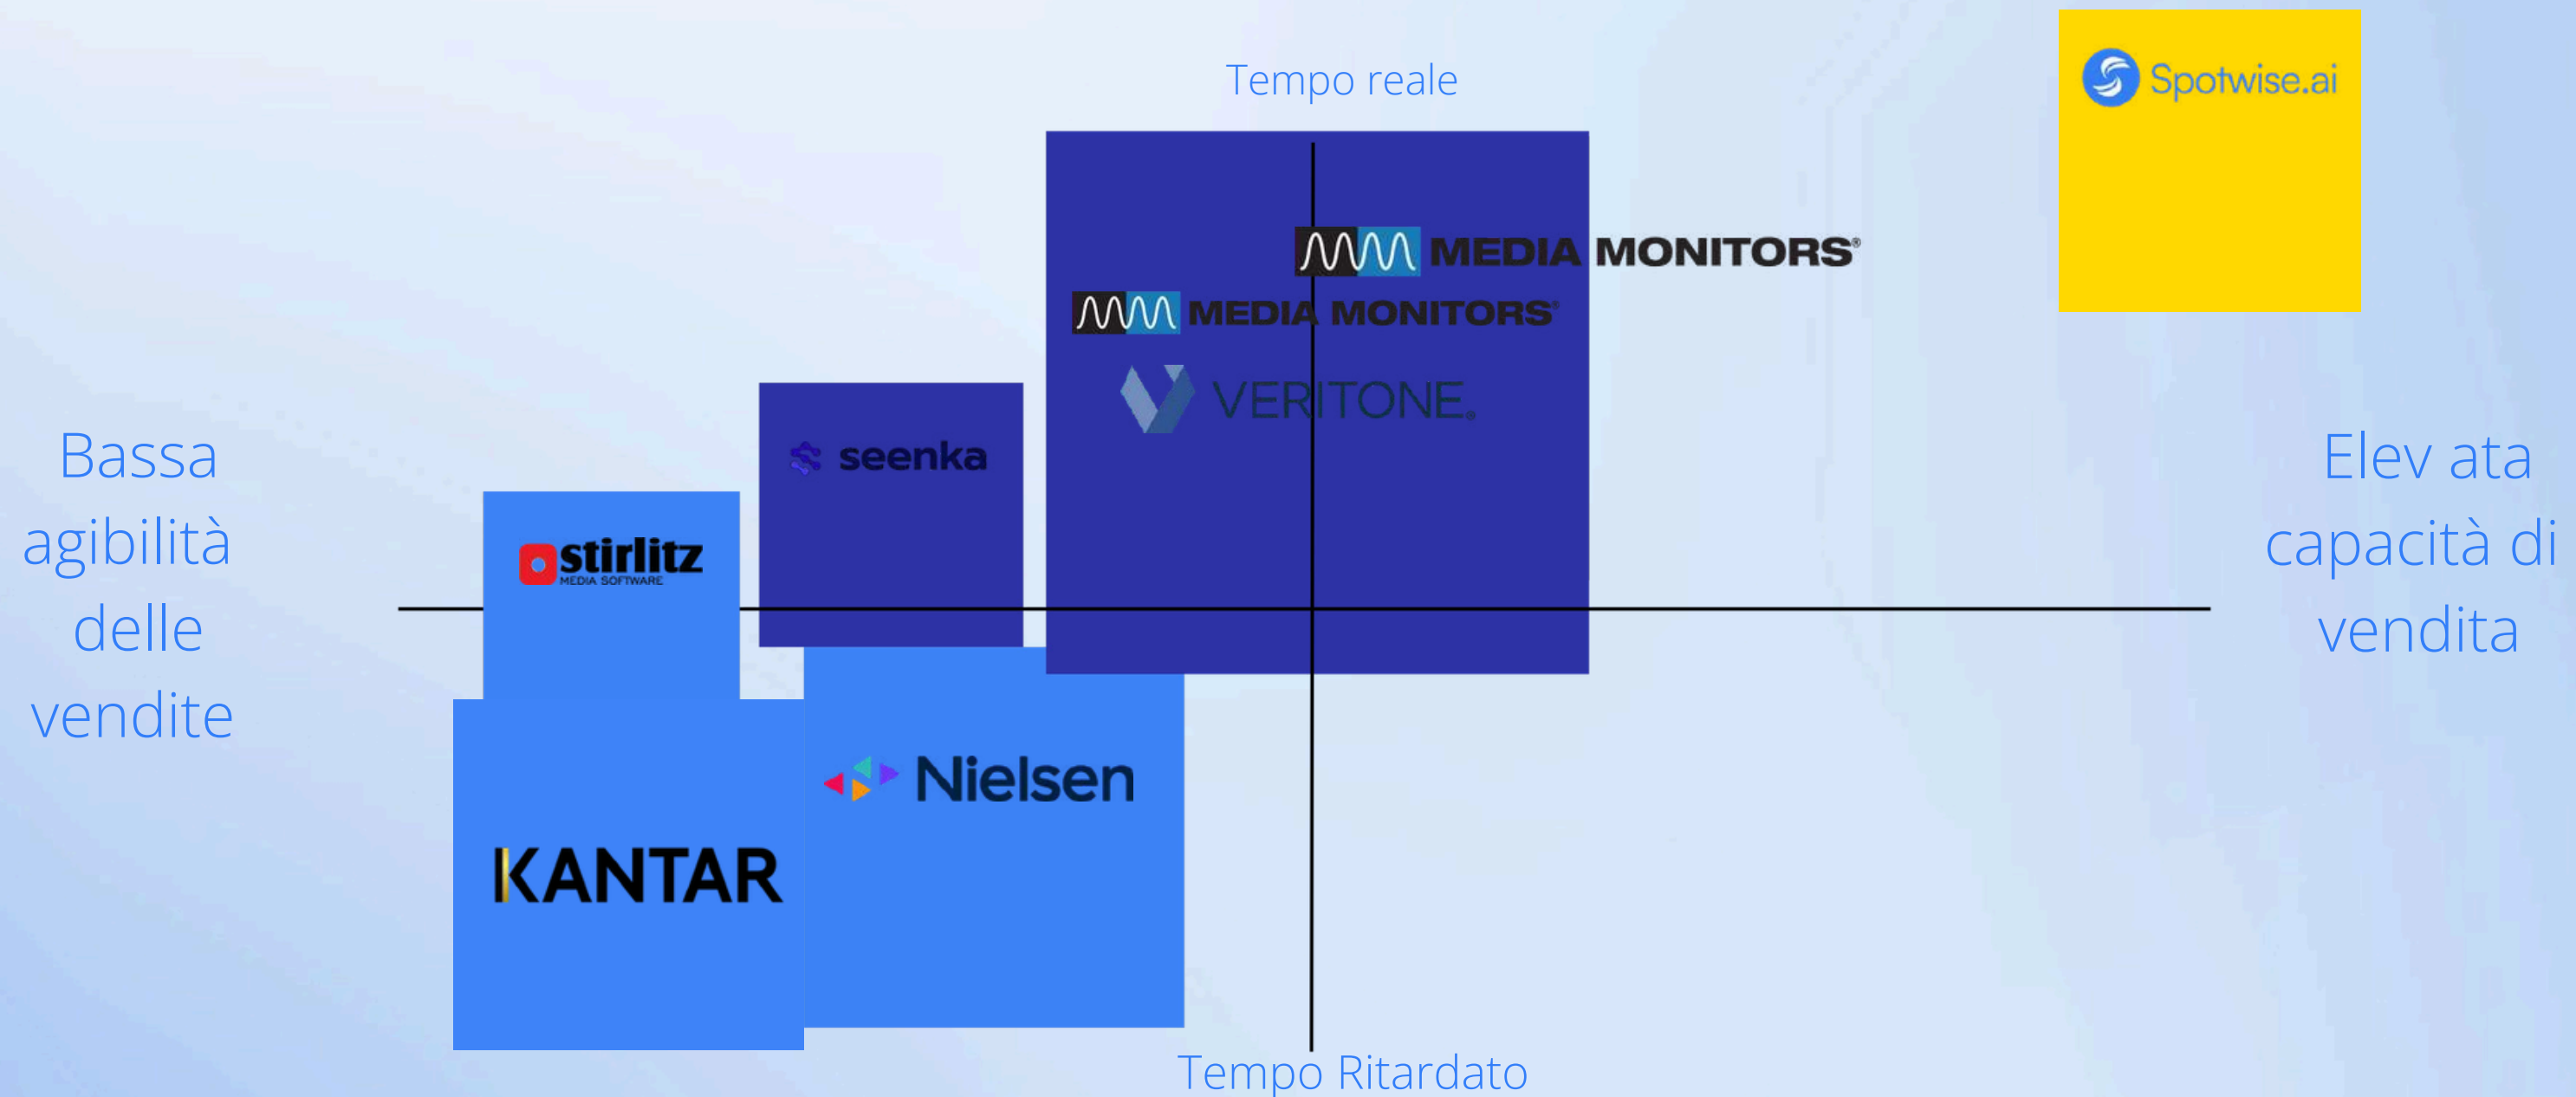 Tempo reale
Spotwise.ai
MEDIA MONITORS®
MEDIA MONITORS®
VERITONE®
seenka
stirlitz
MEDIA SOFTWARE
Bassa
agibilità
delle
vendite
Elev ata
capacità di
vendita
Nielsen
KANTAR
Tempo Ritardato